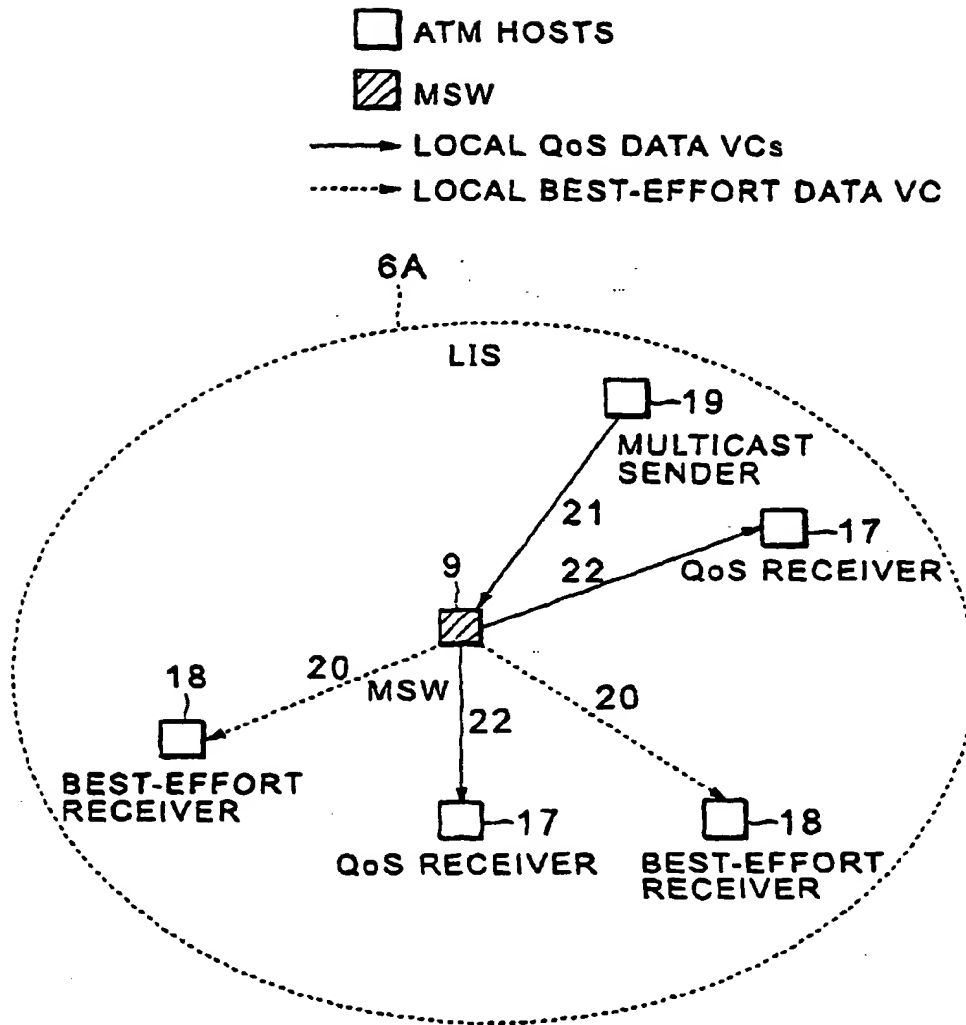 ATM HOSTS
MSW
LOCAL QoS DATA VCs
LOCAL BEST-EFFORT DATA VC
6A
LIS
19
MULTICAST
SENDER
21
17
QoS RECEIVER
22
9
MSW
20
18
BEST-EFFORT
RECEIVER
22
20
17
QoS RECEIVER
18
BEST-EFFORT
RECEIVER